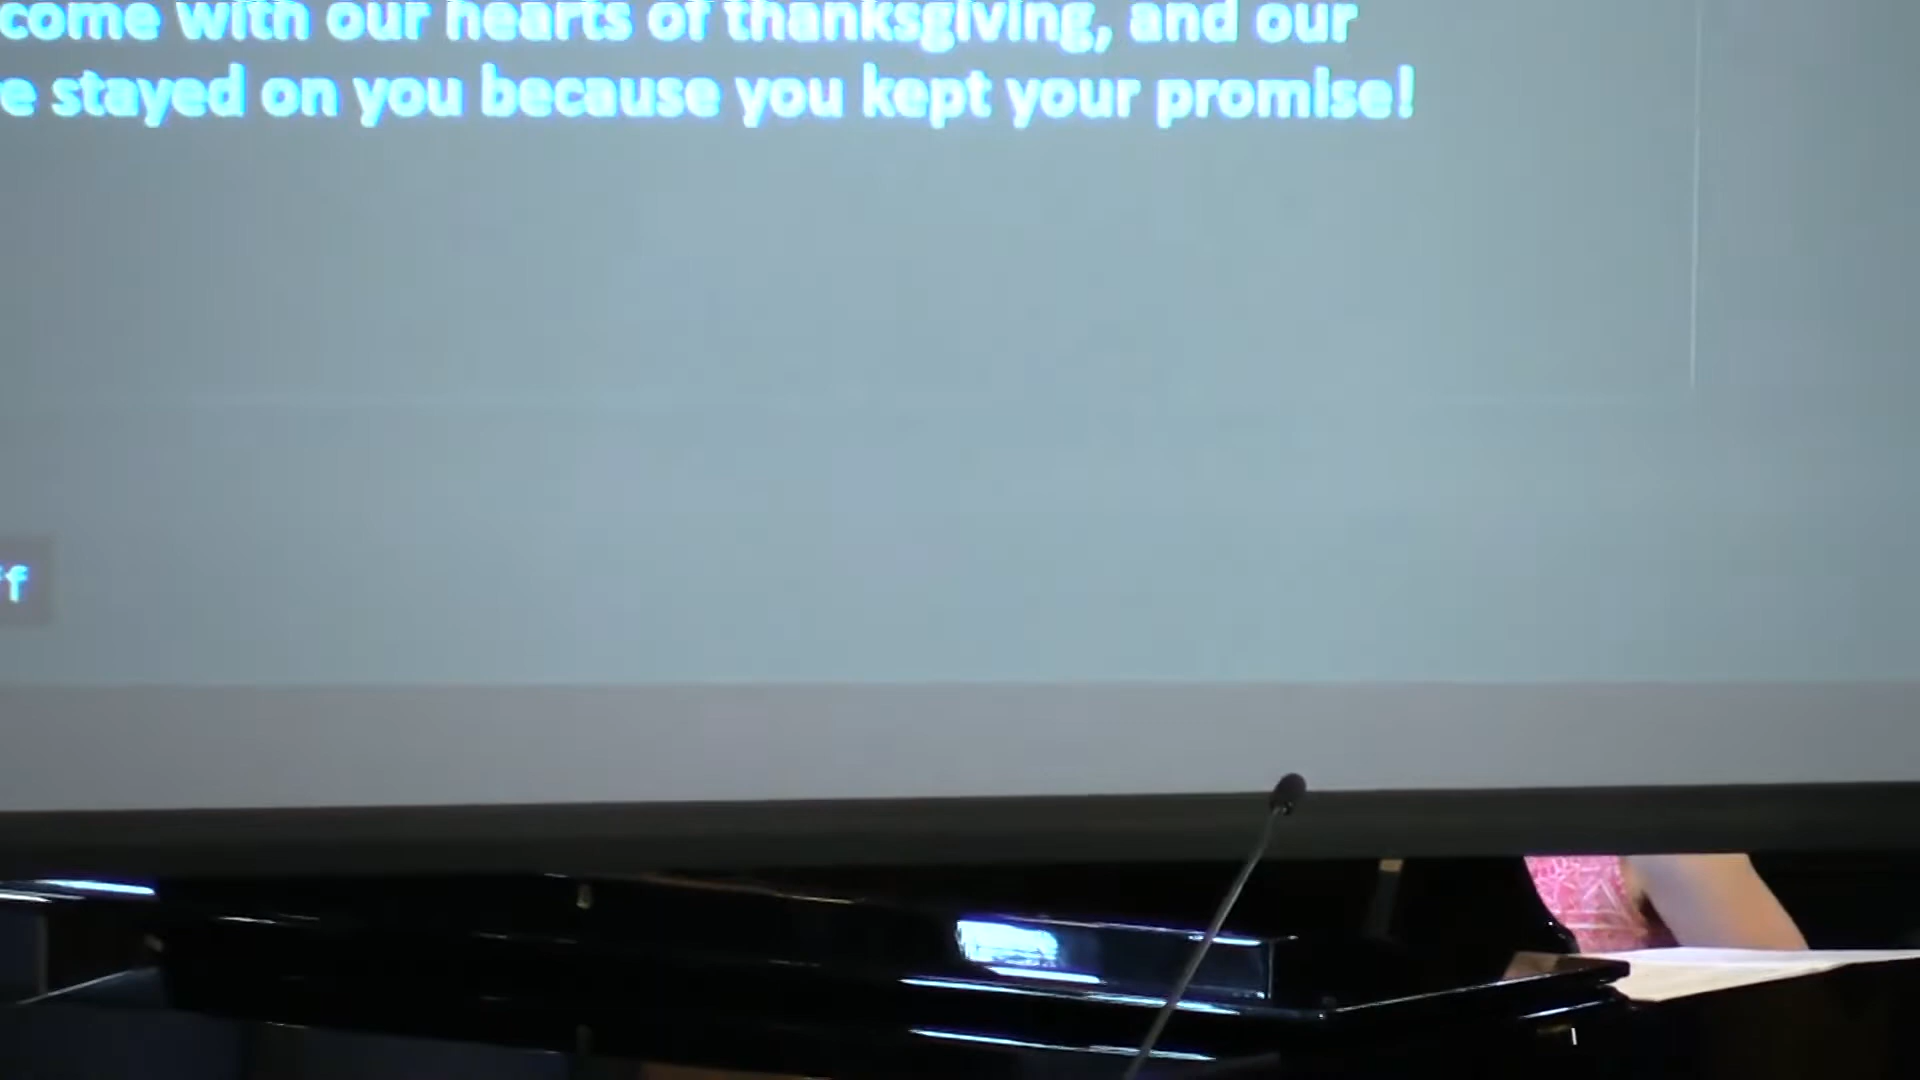 come with our hearts of thanksgiving, and our
stayed on you because you kept your promise!